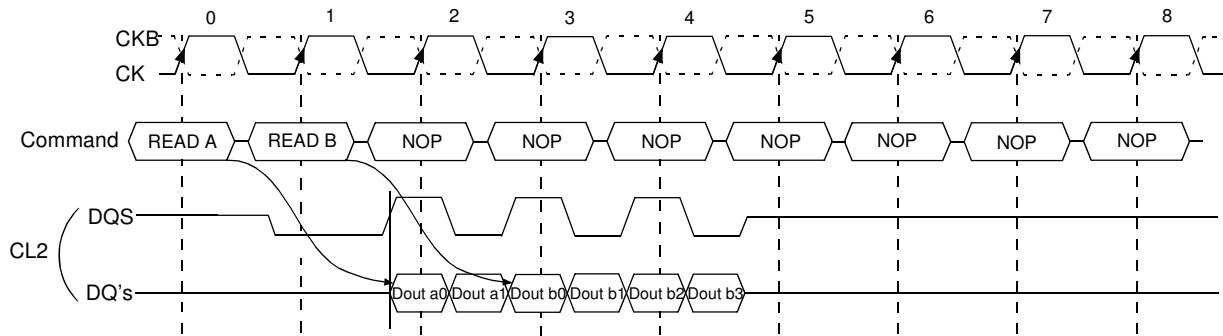 0 1 2 3 4 5 6 7 8
CKB
CK
Command READ A READ B NOP NOP NOP NOP NOP NOP NOP
DQS
CL2
DQ's Dout a0 Dout a1 Dout b0 Dout b1 Dout b2 Dout b3